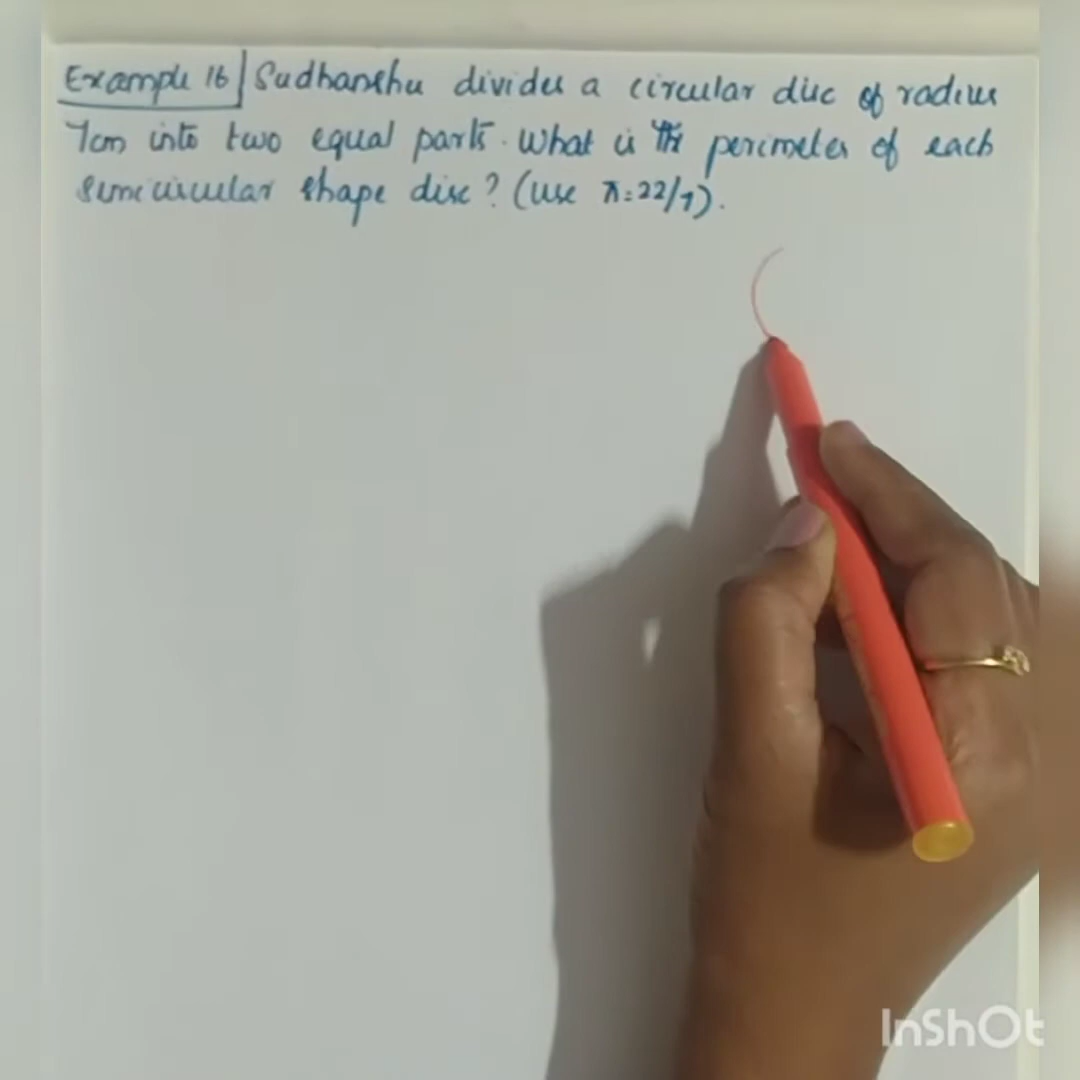 Example 16 Sudhanshu divides a circular disc of radius
7cm into two equal parts. What is the perimeter of each
semicircular shape disc? (use π=22/7).
InShOt